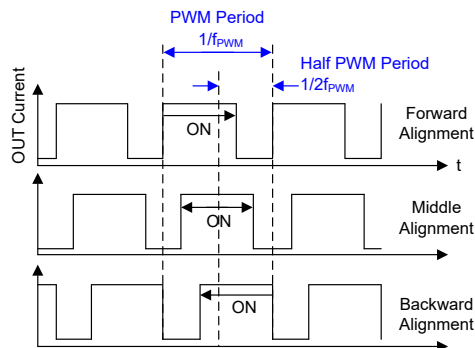 PWM Period
1/fPWM
Half PWM Period
1/2fPWM
OUT Current
ON
Forward
Alignment
t
ON
Middle
Alignment
ON
Backward
Alignment